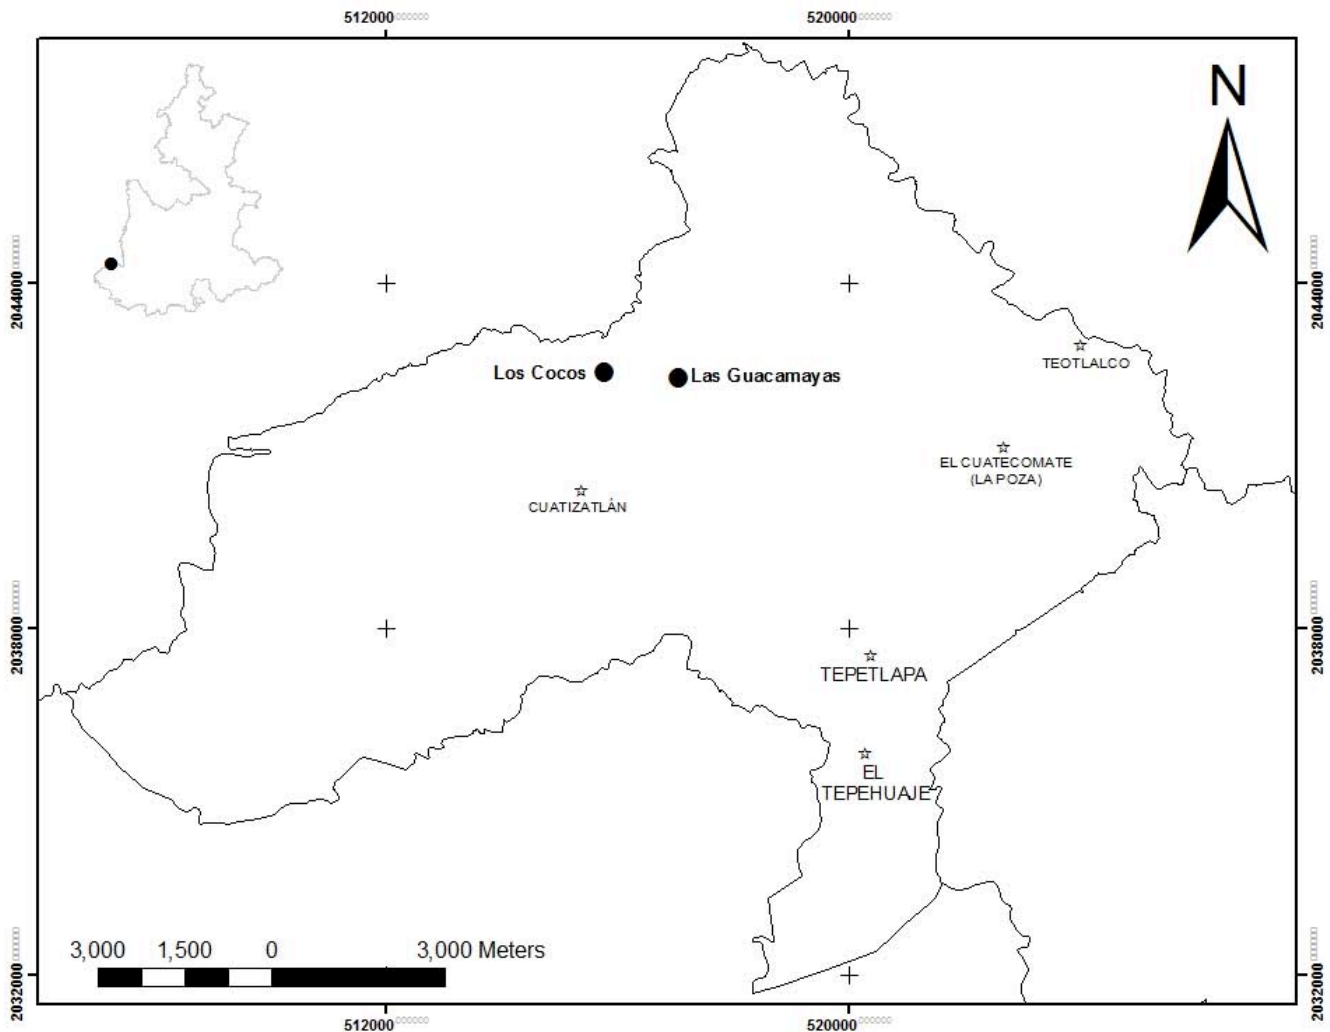 512000
520000
N
2044000
2044000
TEOTLALCO
Los Cocos
Las Guacamayas
EL CUATECOMATE
(LA POZA)
CUATIZATLÁN
2038000
2038000
TEPETLAPA
EL
TEPEHUAJE
3,000 1,500 0 3,000 Meters
2032000
2032000
512000
520000